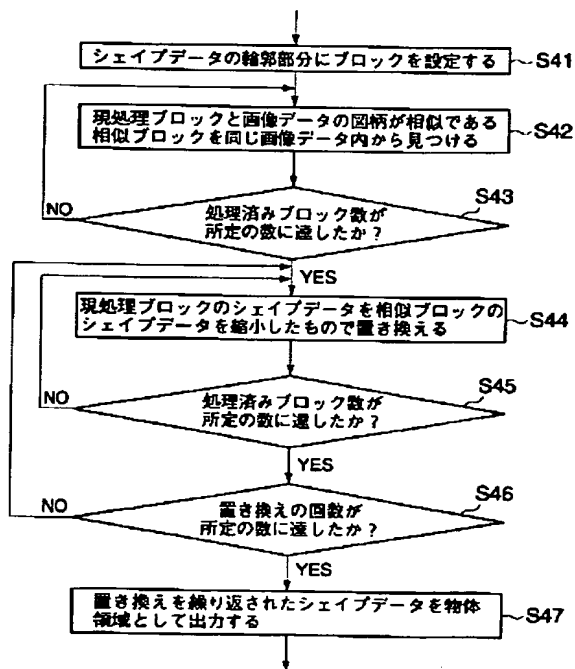 シェイプデータの輪郭部分にブロックを設定する
S41
現処理ブロックと画像データの図柄が相似である
相似ブロックを同じ画像データ内から見つける
S42
S43
処理済みブロック数が
所定の数に達したか?
NO
YES
現処理ブロックのシェイプデータを相似ブロックの
シェイプデータを縮小したもので置き換える
S44
S45
処理済みブロック数が
所定の数に達したか?
NO
YES
S46
置き換えの回数が
所定の数に達したか?
NO
YES
置き換えを繰り返されたシェイプデータを物体
領域として出力する
S47